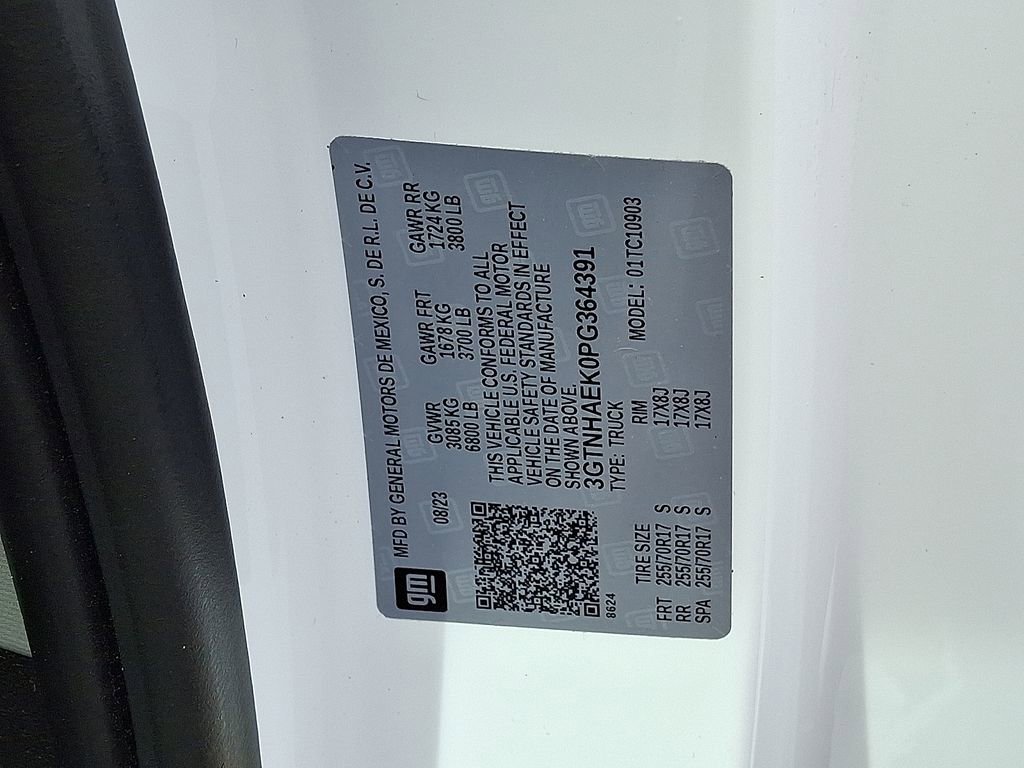 gm MFD BY GENERAL MOTORS DE MEXICO, S. DE R.L. DE C.V.
08/23 GVWR GAWR FRT GAWR RR
3085 KG 1678 KG 1724 KG
6800 LB 3700 LB 3800 LB
THIS VEHICLE CONFORMS TO ALL
APPLICABLE U.S. FEDERAL MOTOR
VEHICLE SAFETY STANDARDS IN EFFECT
ON THE DATE OF MANUFACTURE
SHOWN ABOVE.
3GTNHAEK0PG364391
8624 TYPE: TRUCK MODEL: 01TC10903
TIRE SIZE RIM
FRT 255/70R17 S 17X8J
RR 255/70R17 S 17X8J
SPA 255/70R17 S 17X8J